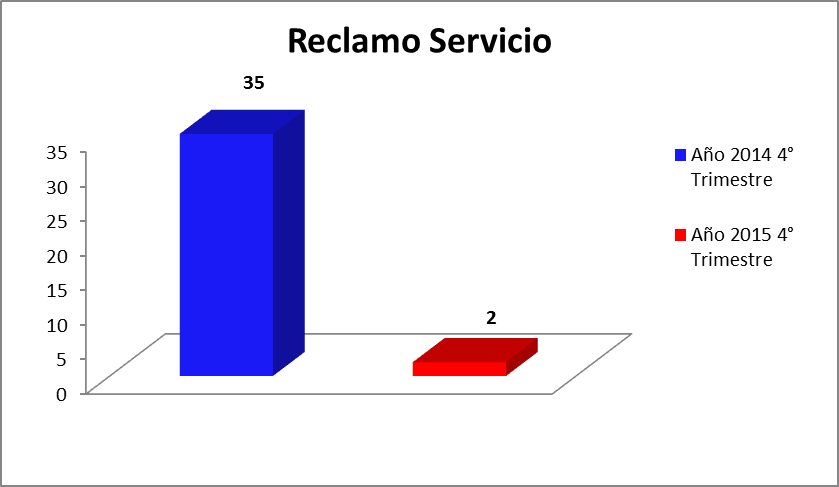 Reclamo Servicio
35
35
30
25
20
15
10
5
0
2
Año 2014 4°
Trimestre
Año 2015 4°
Trimestre